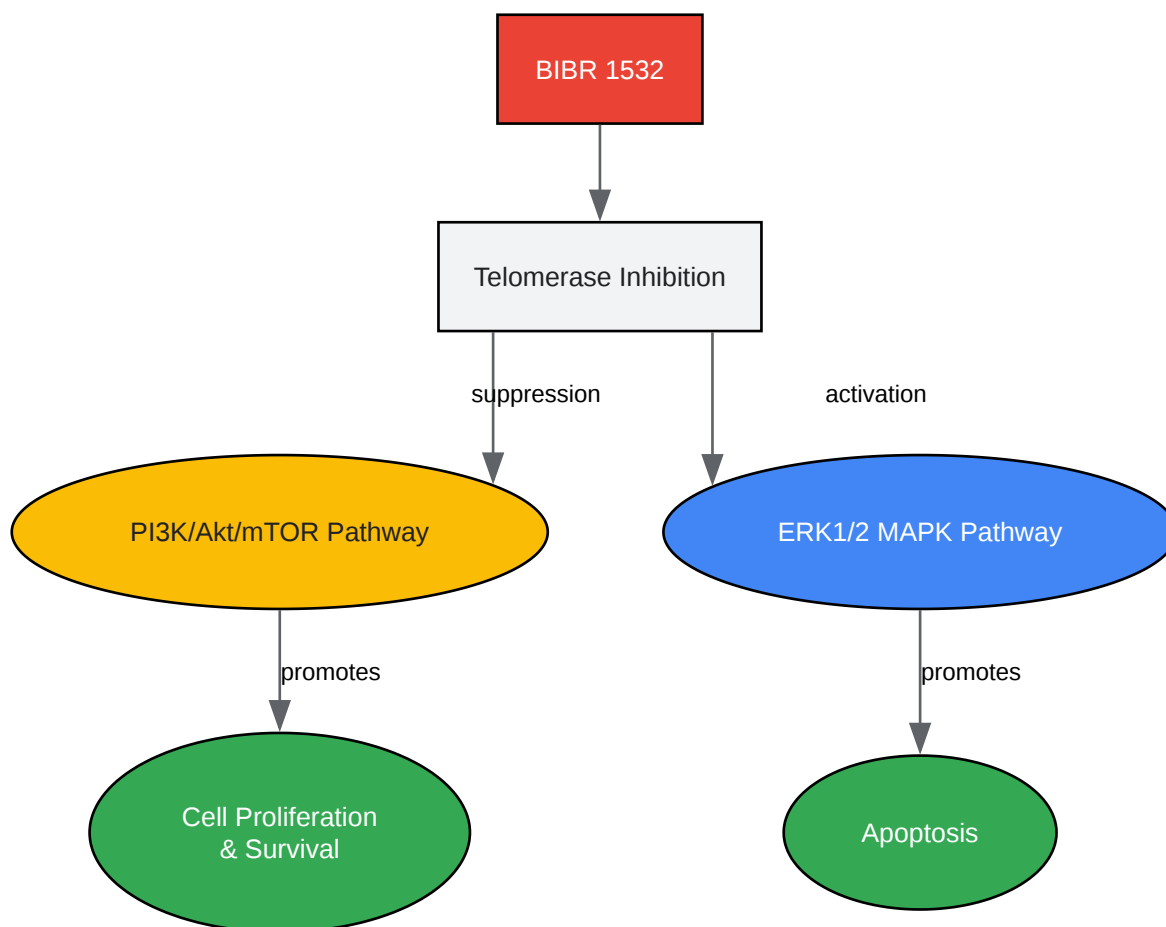 BIBR 1532
Telomerase Inhibition
suppression
activation
PI3K/Akt/mTOR Pathway
ERK1/2 MAPK Pathway
promotes
promotes
Cell Proliferation
& Survival
Apoptosis